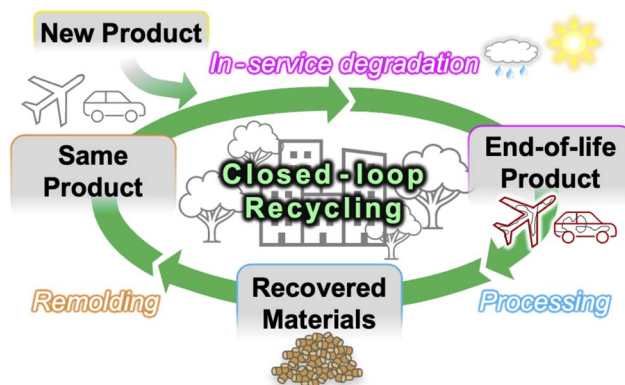 New Product
In-service degradation
Same
Product
Closed-loop
Recycling
End-of-life
Product
Remolding
Recovered
Materials
Processing